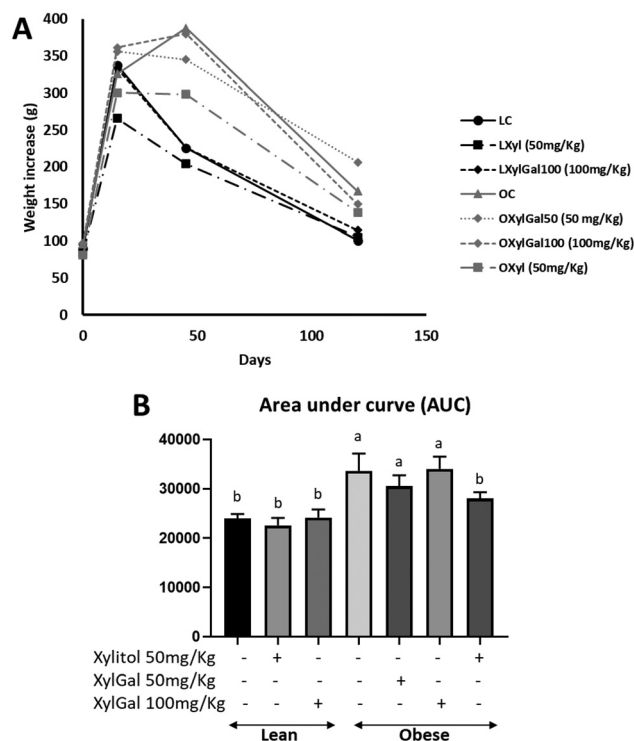 A
Weight increase (g)
400
350
300
250
200
150
100
50
0
0 50 100 150
Days
LC
LXyl (50mg/Kg)
LXylGal100 (100mg/Kg)
OC
OXylGal50 (50 mg/Kg)
OXylGal100 (100mg/Kg)
OXyl (50mg/Kg)
B
Area under curve (AUC)
40000
30000
20000
10000
0
b b b a a a b
Xylitol 50mg/Kg - + - - - - +
XylGal 50mg/Kg - - - - + - -
XylGal 100mg/Kg - - + - - + -
Lean Obese